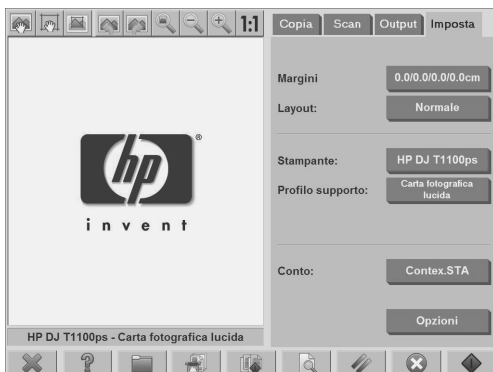 1:1
Copia Scan Output Imposta
Margini 0.0/0.0/0.0/0.0cm
Layout: Normale
hp®
invent
Stampante: HP DJ T1100ps
Profilo supporto: Carta fotografica
lucida
Conto: Contex.STA
Opzioni
HP DJ T1100ps - Carta fotografica lucida
?